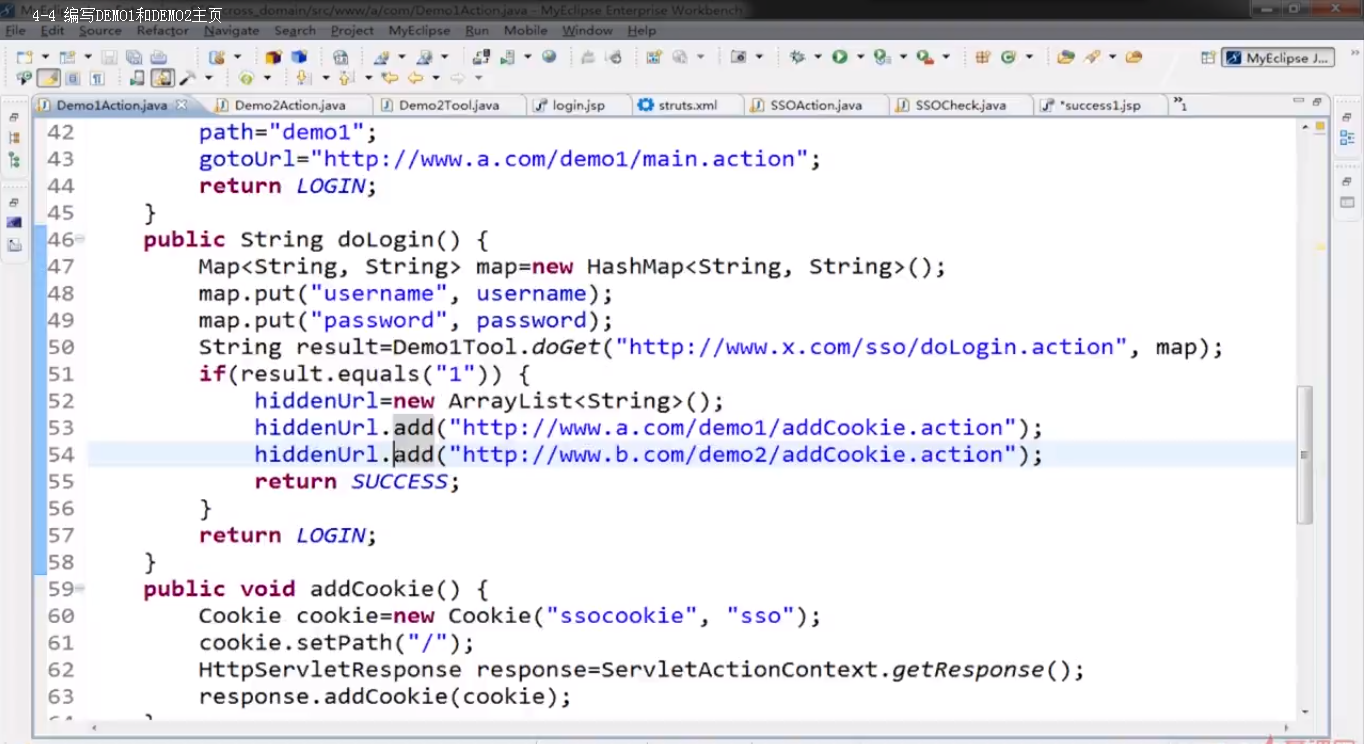 4-4 编写DEMO1和DEMO2主页
cross_domain/src/www/a/com/Demo1Action.java - MyEclipse Enterprise Workbench
File Edit Source Refactor Navigate Search Project MyEclipse Run Mobile Window Help
MyEclipse J...
Demo1Action.java Demo2Action.java Demo2Tool.java login.jsp struts.xml SSOAction.java SSOCheck.java *success1.jsp »1
42 path="demo1";
43 gotoUrl="http://www.a.com/demo1/main.action";
44 return LOGIN;
45 }
46 public String doLogin() {
47 Map<String, String> map=new HashMap<String, String>();
48 map.put("username", username);
49 map.put("password", password);
50 String result=Demo1Tool.doGet("http://www.x.com/sso/doLogin.action", map);
51 if(result.equals("1")) {
52 hiddenUrl=new ArrayList<String>();
53 hiddenUrl.add("http://www.a.com/demo1/addCookie.action");
54 hiddenUrl.add("http://www.b.com/demo2/addCookie.action");
55 return SUCCESS;
56 }
57 return LOGIN;
58 }
59 public void addCookie() {
60 Cookie cookie=new Cookie("ssocookie", "sso");
61 cookie.setPath("/");
62 HttpServletResponse response=ServletActionContext.getResponse();
63 response.addCookie(cookie);